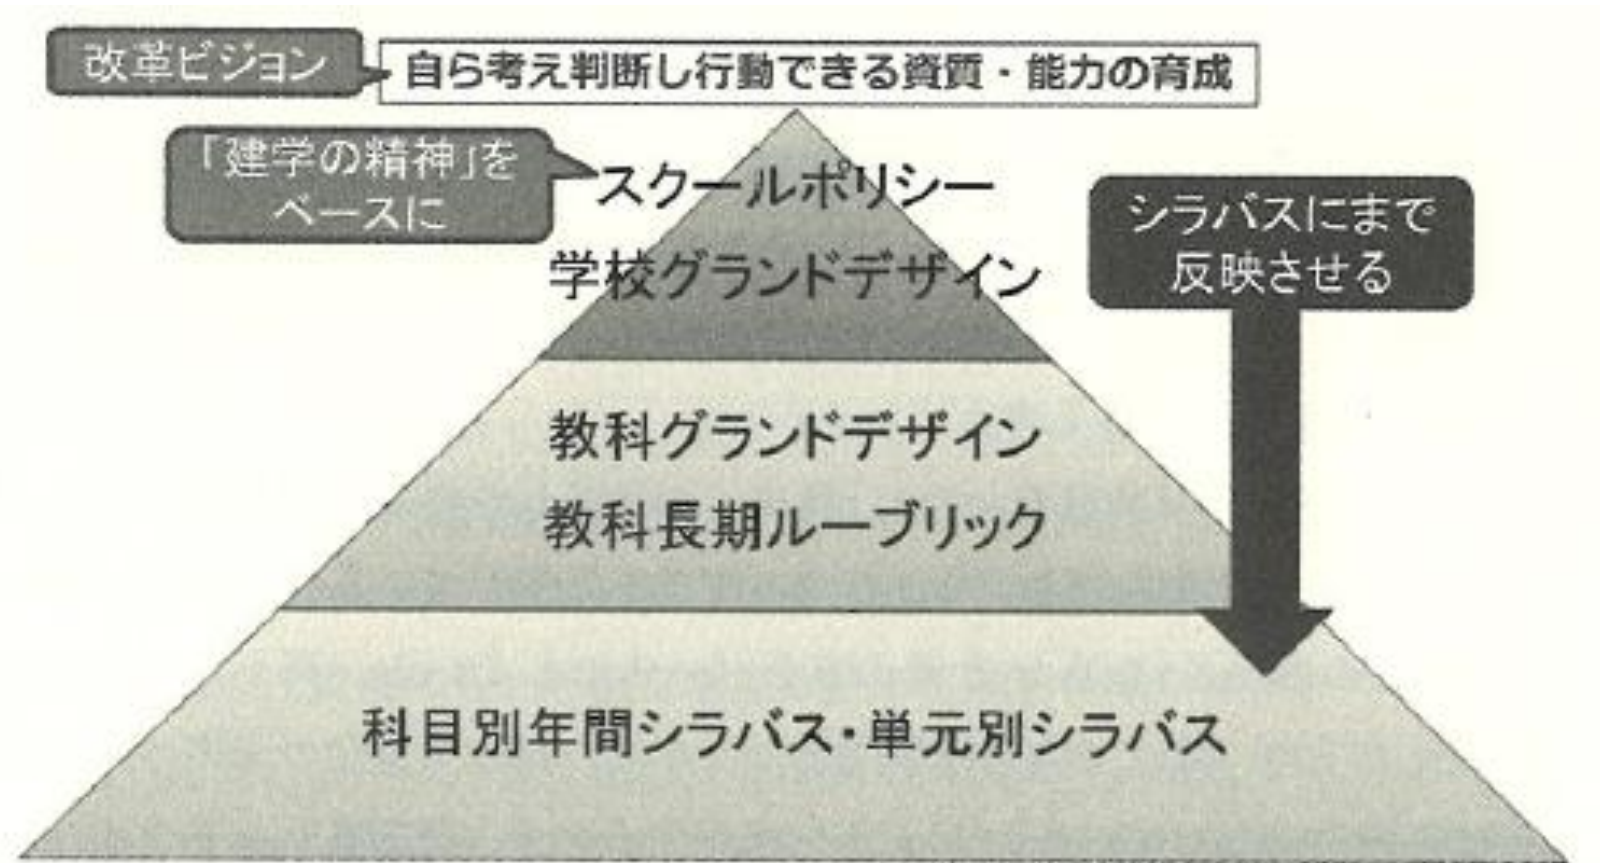 改革ビジョン
自ら考え判断し行動できる資質・能力の育成
「建学の精神」を
ベースに
スクールポリシー
学校グランドデザイン
シラバスにまで
反映させる
教科グランドデザイン
教科長期ルーブリック
科目別年間シラバス・単元別シラバス